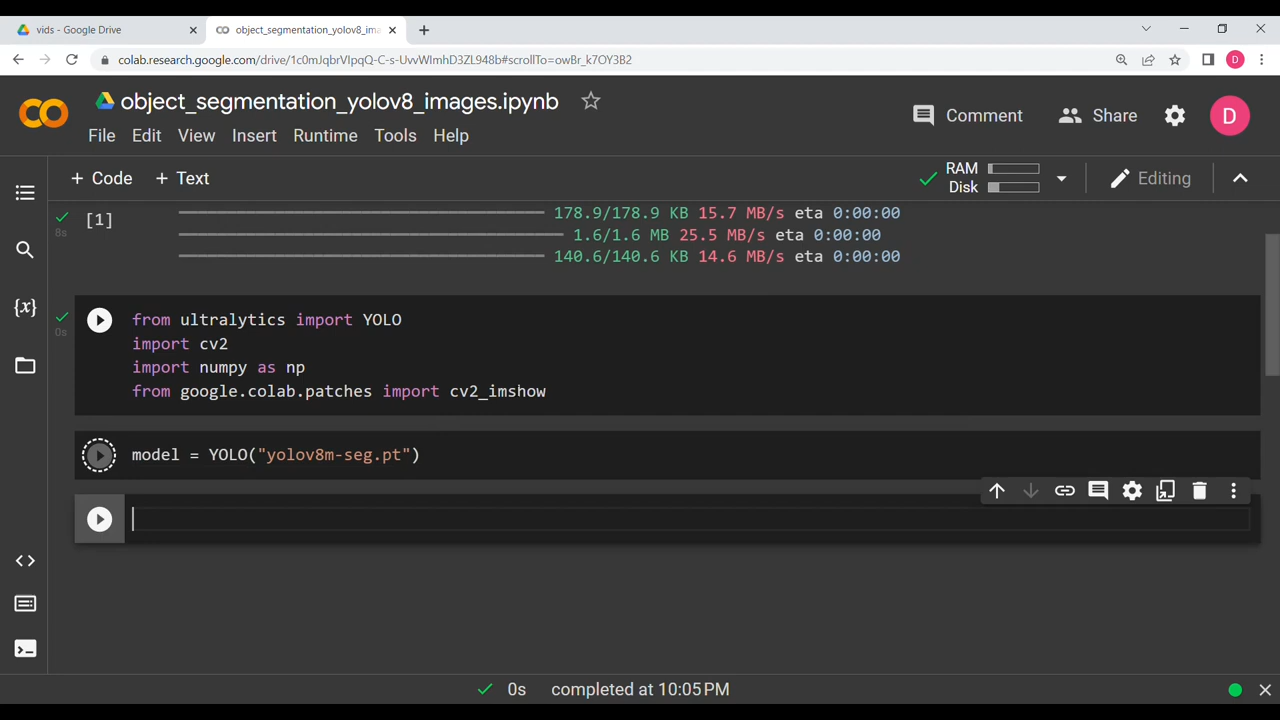 vids - Google Drive
object_segmentation_yolov8_ima
colab.research.google.com/drive/1c0mJqbrVlpqQ-C-s-UvvWlmhD3ZL948b#scrollTo=owBr_k7OY3B2
D
object_segmentation_yolov8_images.ipynb
File Edit View Insert Runtime Tools Help
Comment
Share
D
+ Code + Text
RAM
Disk
Editing
[1]
8s
178.9/178.9 KB 15.7 MB/s eta 0:00:00
1.6/1.6 MB 25.5 MB/s eta 0:00:00
140.6/140.6 KB 14.6 MB/s eta 0:00:00
{x}
0s
from ultralytics import YOLO
import cv2
import numpy as np
from google.colab.patches import cv2_imshow
model = YOLO("yolov8m-seg.pt")
0s completed at 10:05 PM